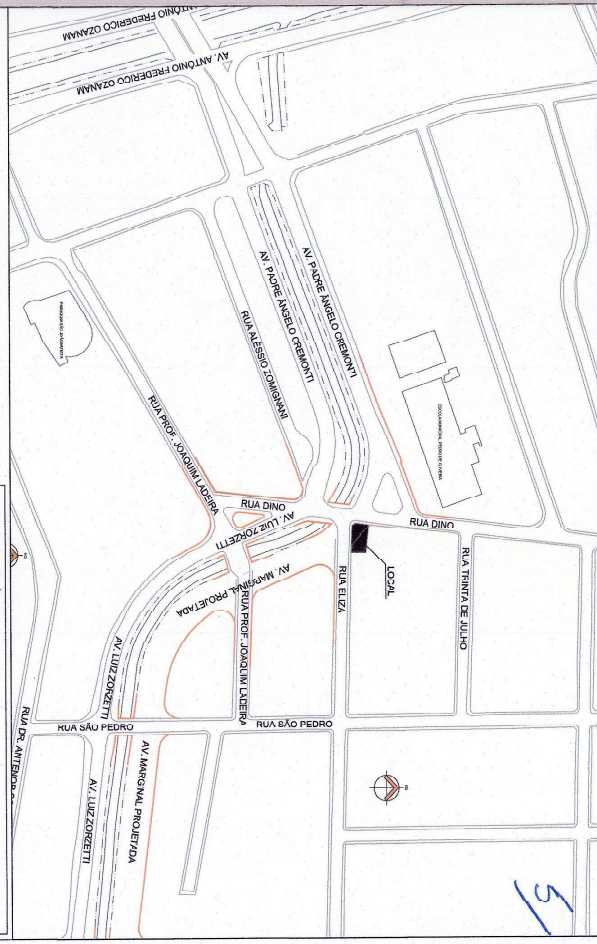 AV. ANTÔNIO FREDERICO OZANAM
AV. ANTÔNIO FREDERICO OZANAM
AV. PADRE ÂNGELO CREMONTI
AV. PADRE ÂNGELO CREMONTI
RUA ALÉSSIO ZOMIGNANI
RUA PROF. JOAQUIM LADEIRA
RUA DINO
RUA DINO
AV. LUIZ ZORZETTI
AV. MARGINAL PROJETADA
LOCAL
RUA ELIZA
RUA TRINTA DE JULHO
RUA PROF. JOAQUIM LADEIRA
AV. LUIZ ZORZETTI
RUA SÃO PEDRO
RUA SÃO PEDRO
RUA DR. ANTENOR
AV. MARGINAL PROJETADA
AV. LUIZ ZORZETTI